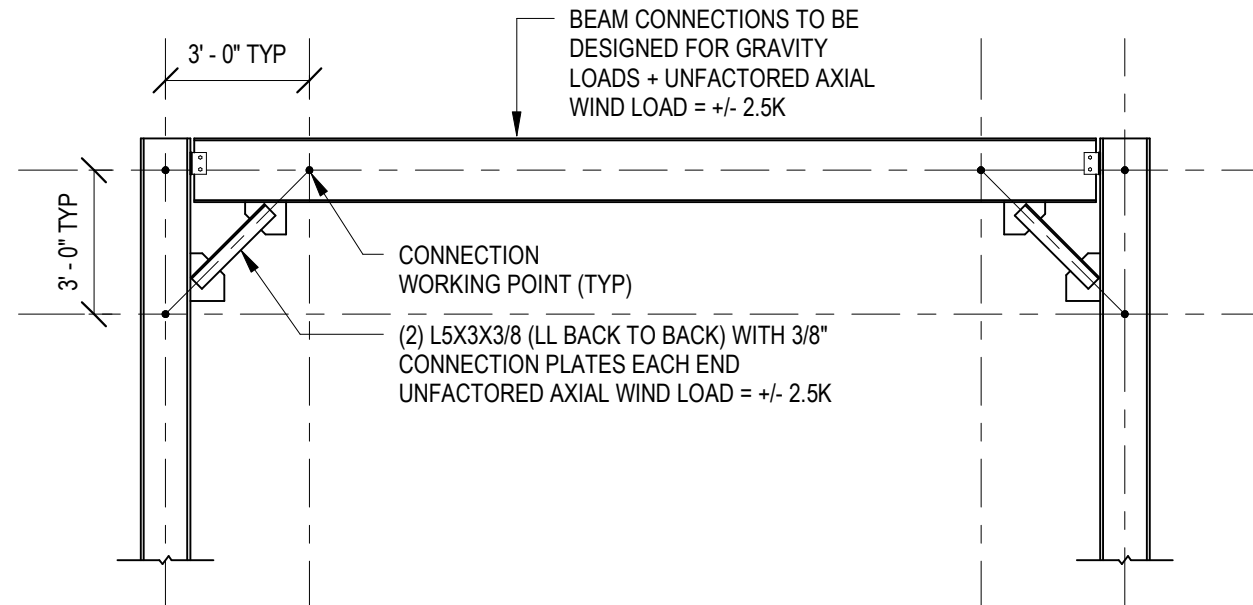 BEAM CONNECTIONS TO BE
DESIGNED FOR GRAVITY
LOADS + UNFACTORED AXIAL
WIND LOAD = +/- 2.5K
3' - 0" TYP
3' - 0" TYP
CONNECTION
WORKING POINT (TYP)
(2) L5X3X3/8 (LL BACK TO BACK) WITH 3/8"
CONNECTION PLATES EACH END
UNFACTORED AXIAL WIND LOAD = +/- 2.5K